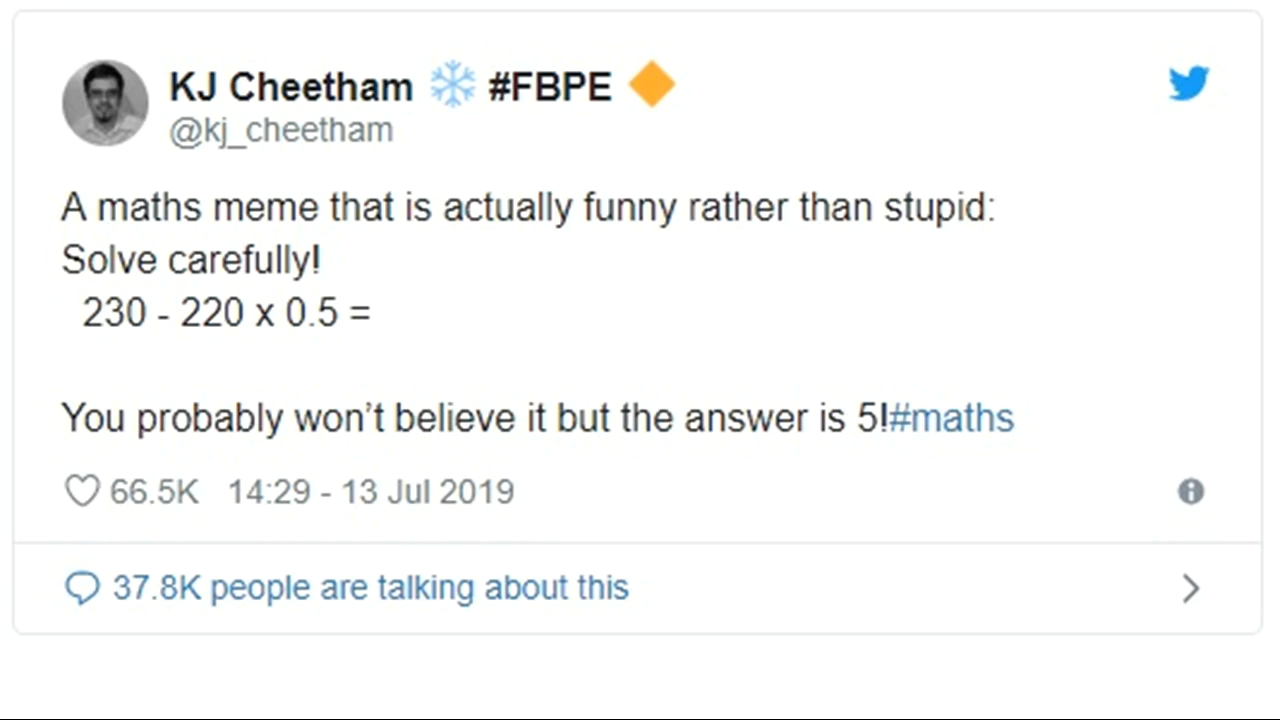 KJ Cheetham ❄️ #FBPE 🔶
@kj_cheetham
A maths meme that is actually funny rather than stupid:
Solve carefully!
230 - 220 x 0.5 =
You probably won’t believe it but the answer is 5!#maths
66.5K 14:29 - 13 Jul 2019
37.8K people are talking about this